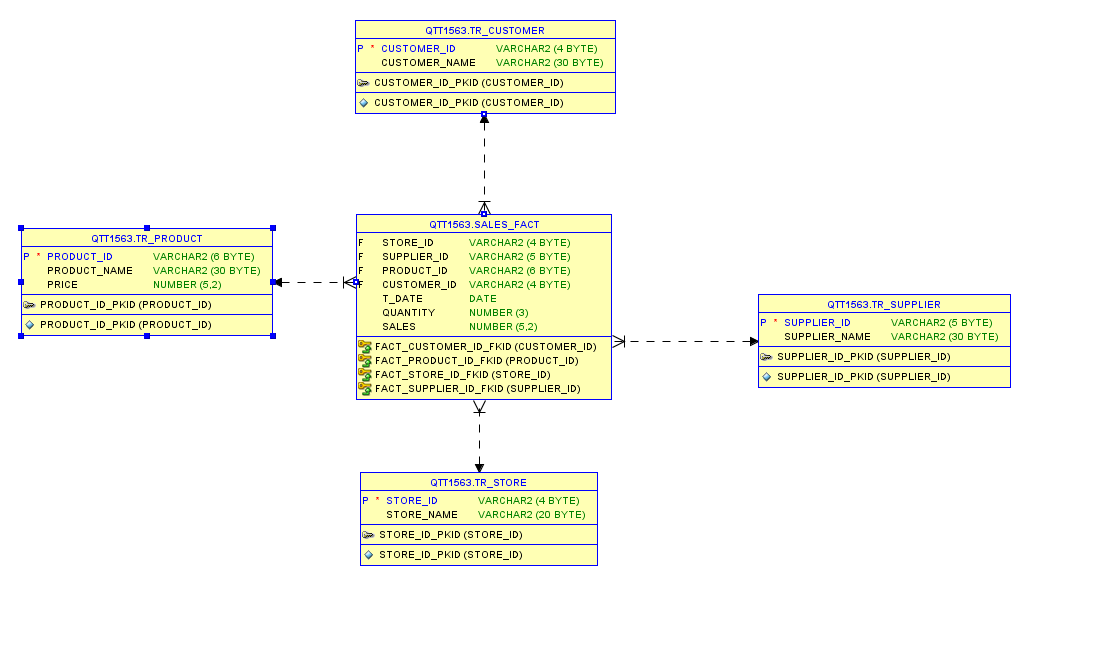 QTT1563.TR_CUSTOMER
P * CUSTOMER_ID VARCHAR2 (4 BYTE)
CUSTOMER_NAME VARCHAR2 (30 BYTE)
CUSTOMER_ID_PKID (CUSTOMER_ID)
CUSTOMER_ID_PKID (CUSTOMER_ID)
QTT1563.TR_PRODUCT
P * PRODUCT_ID VARCHAR2 (6 BYTE)
PRODUCT_NAME VARCHAR2 (30 BYTE)
PRICE NUMBER (5,2)
PRODUCT_ID_PKID (PRODUCT_ID)
PRODUCT_ID_PKID (PRODUCT_ID)
QTT1563.SALES_FACT
F STORE_ID VARCHAR2 (4 BYTE)
F SUPPLIER_ID VARCHAR2 (5 BYTE)
F PRODUCT_ID VARCHAR2 (6 BYTE)
F CUSTOMER_ID VARCHAR2 (4 BYTE)
T_DATE DATE
QUANTITY NUMBER (3)
SALES NUMBER (5,2)
FACT_CUSTOMER_ID_FKID (CUSTOMER_ID)
FACT_PRODUCT_ID_FKID (PRODUCT_ID)
FACT_STORE_ID_FKID (STORE_ID)
FACT_SUPPLIER_ID_FKID (SUPPLIER_ID)
QTT1563.TR_SUPPLIER
P * SUPPLIER_ID VARCHAR2 (5 BYTE)
SUPPLIER_NAME VARCHAR2 (30 BYTE)
SUPPLIER_ID_PKID (SUPPLIER_ID)
SUPPLIER_ID_PKID (SUPPLIER_ID)
QTT1563.TR_STORE
P * STORE_ID VARCHAR2 (4 BYTE)
STORE_NAME VARCHAR2 (20 BYTE)
STORE_ID_PKID (STORE_ID)
STORE_ID_PKID (STORE_ID)